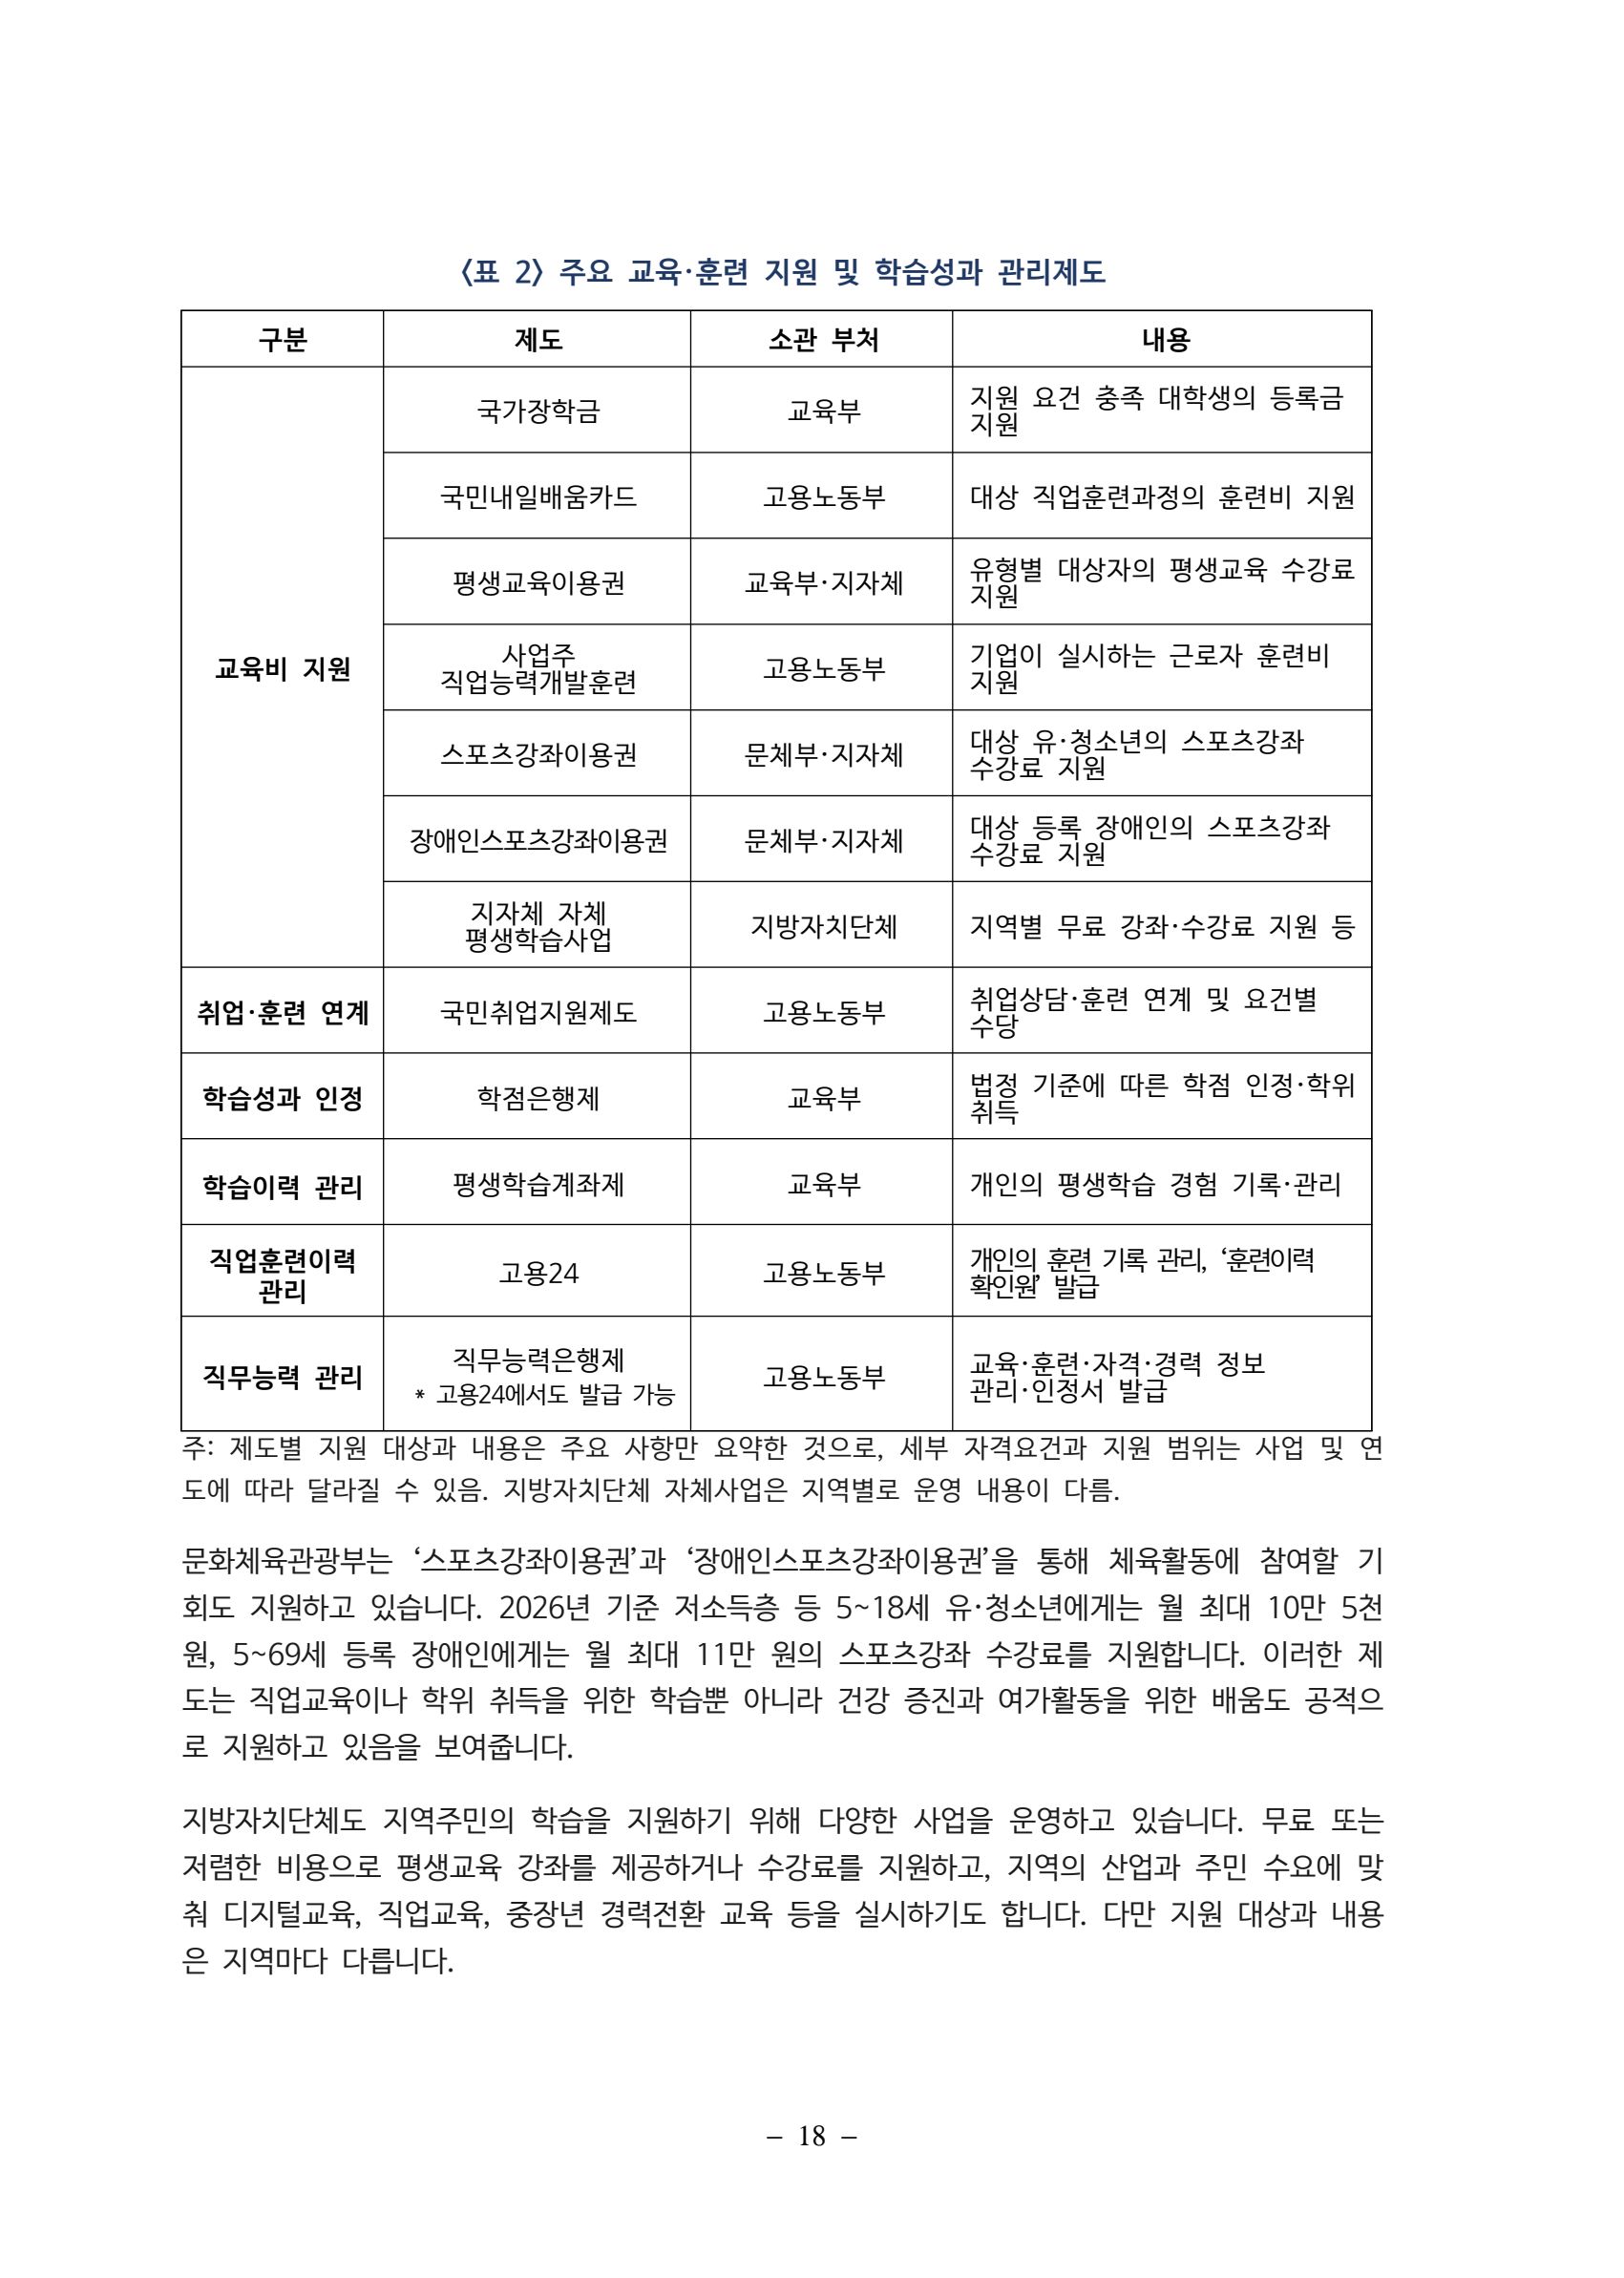 〈표 2〉 주요 교육·훈련 지원 및 학습성과 관리제도
구분 제도 소관 부처 내용
교육비 지원
국가장학금 교육부 지원 요건 충족 대학생의 등록금
지원
국민내일배움카드 고용노동부 대상 직업훈련과정의 훈련비 지원
평생교육이용권 교육부·지자체 유형별 대상자의 평생교육 수강료
지원
사업주
직업능력개발훈련 고용노동부 기업이 실시하는 근로자 훈련비
지원
스포츠강좌이용권 문체부·지자체 대상 유·청소년의 스포츠강좌
수강료 지원
장애인스포츠강좌이용권 문체부·지자체 대상 등록 장애인의 스포츠강좌
수강료 지원
지자체 자체
평생학습사업 지방자치단체 지역별 무료 강좌·수강료 지원 등
취업·훈련 연계 국민취업지원제도 고용노동부 취업상담·훈련 연계 및 요건별
수당
학습성과 인정 학점은행제 교육부 법정 기준에 따른 학점 인정·학위
취득
학습이력 관리 평생학습계좌제 교육부 개인의 평생학습 경험 기록·관리
직업훈련이력
관리 고용24 고용노동부 개인의 훈련 기록 관리, ‘훈련이력
확인원’ 발급
직무능력 관리 직무능력은행제
* 고용24에서도 발급 가능 고용노동부 교육·훈련·자격·경력 정보
관리·인정서 발급
주: 제도별 지원 대상과 내용은 주요 사항만 요약한 것으로, 세부 자격요건과 지원 범위는 사업 및 연
도에 따라 달라질 수 있음. 지방자치단체 자체사업은 지역별로 운영 내용이 다름.
문화체육관광부는 ‘스포츠강좌이용권’과 ‘장애인스포츠강좌이용권’을 통해 체육활동에 참여할 기
회도 지원하고 있습니다. 2026년 기준 저소득층 등 5~18세 유·청소년에게는 월 최대 10만 5천
원, 5~69세 등록 장애인에게는 월 최대 11만 원의 스포츠강좌 수강료를 지원합니다. 이러한 제
도는 직업교육이나 학위 취득을 위한 학습뿐 아니라 건강 증진과 여가활동을 위한 배움도 공적으
로 지원하고 있음을 보여줍니다.
지방자치단체도 지역주민의 학습을 지원하기 위해 다양한 사업을 운영하고 있습니다. 무료 또는
저렴한 비용으로 평생교육 강좌를 제공하거나 수강료를 지원하고, 지역의 산업과 주민 수요에 맞
춰 디지털교육, 직업교육, 중장년 경력전환 교육 등을 실시하기도 합니다. 다만 지원 대상과 내용
은 지역마다 다릅니다.
– 18 –